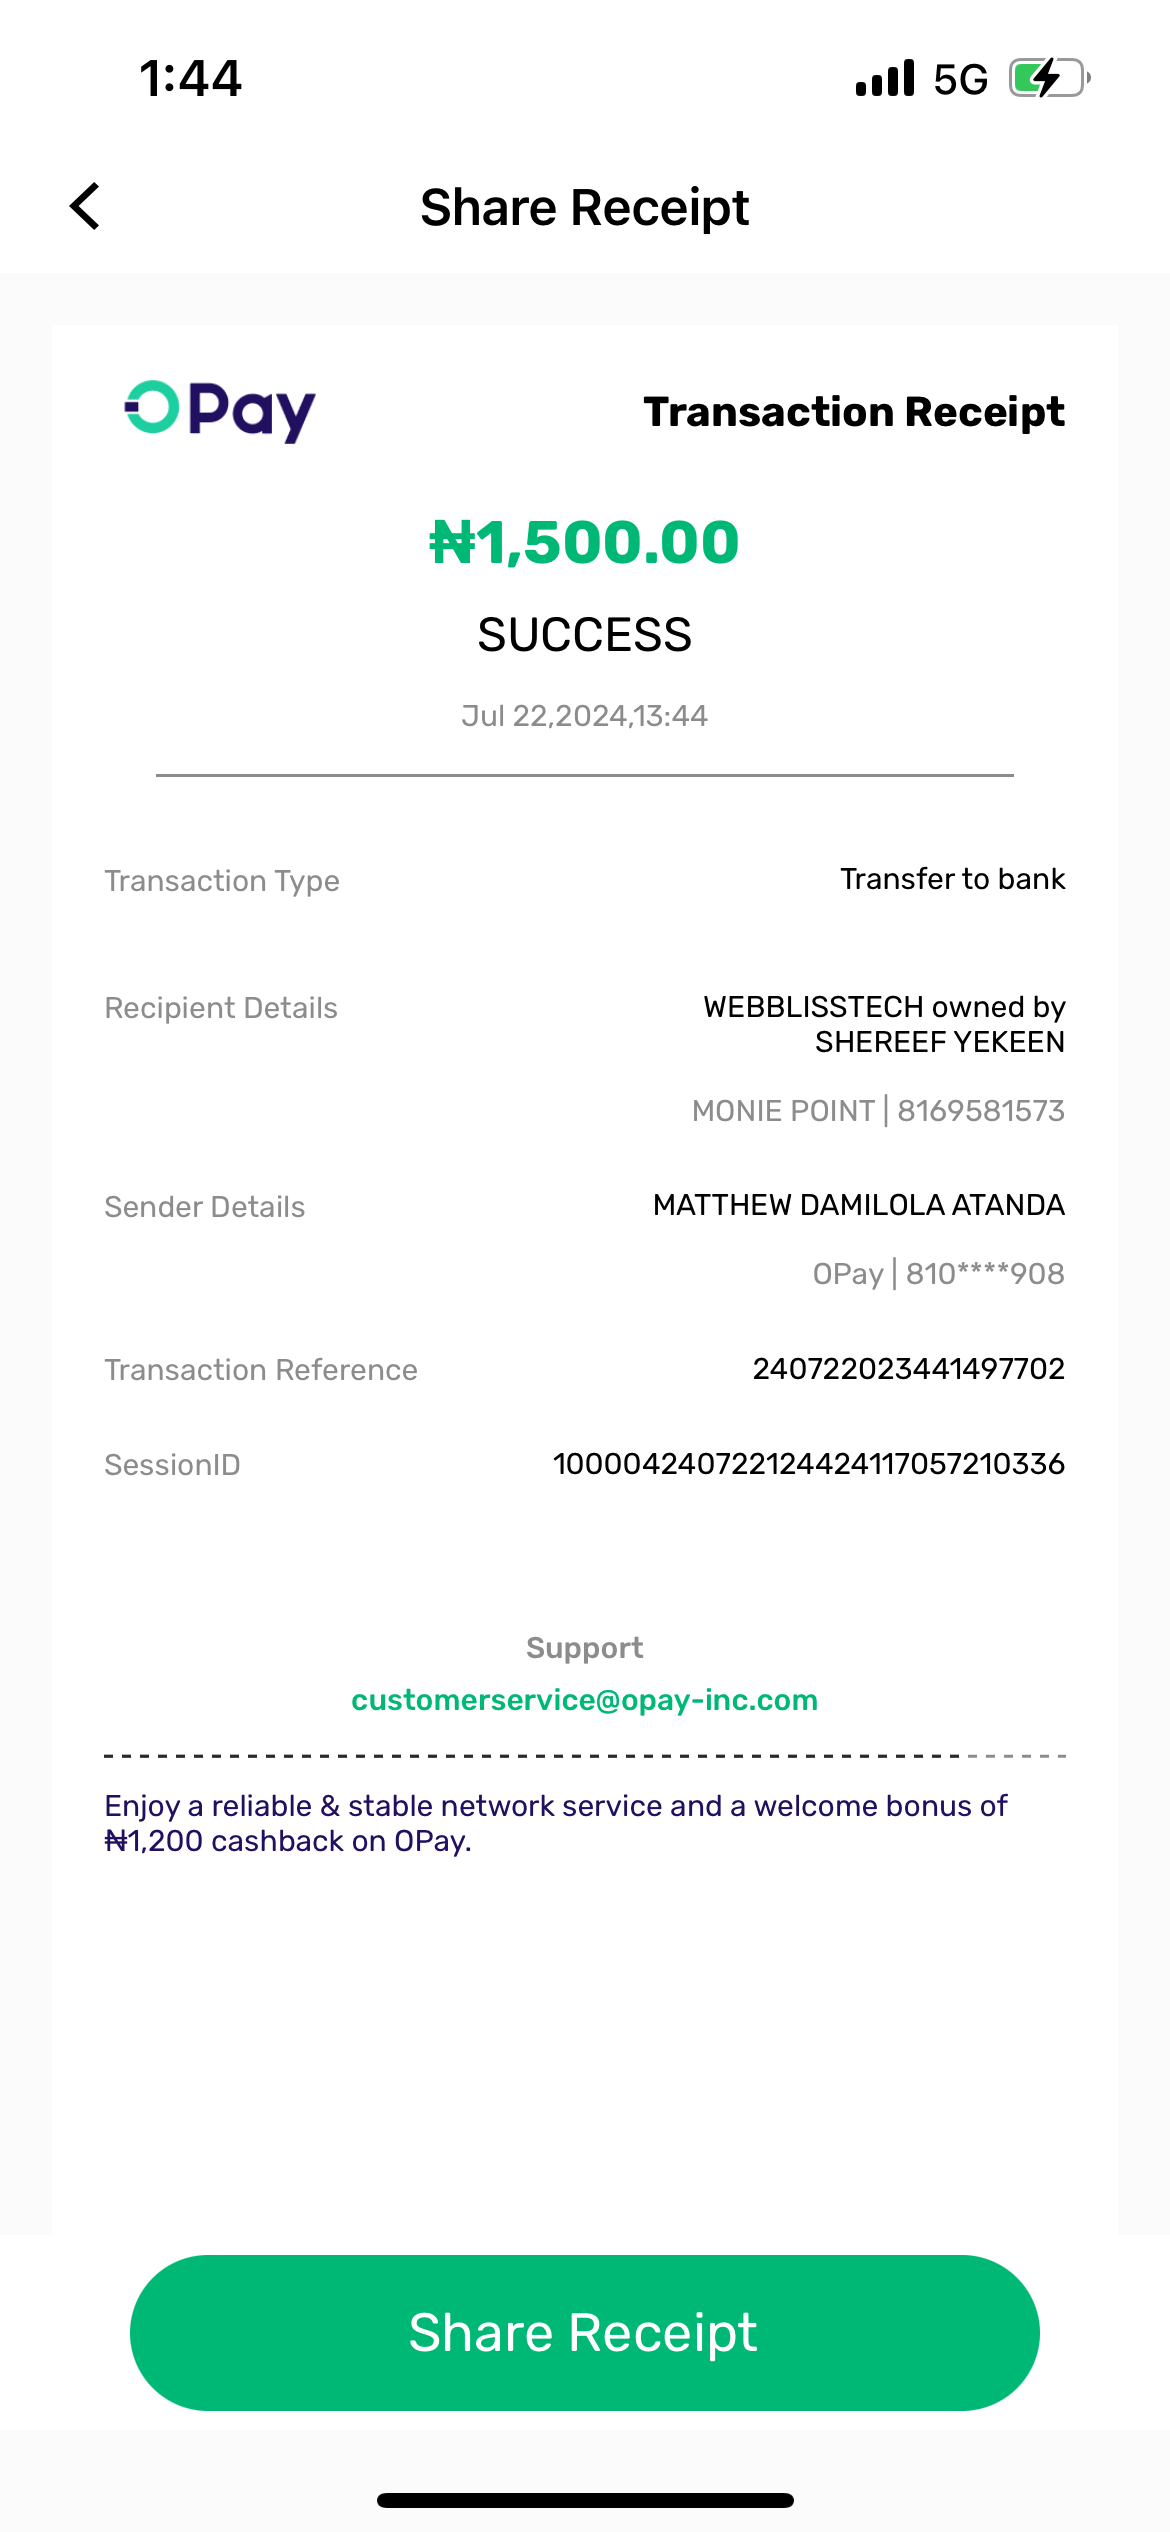 1:44
5G
Share Receipt
OPay
Transaction Receipt
₦1,500.00
SUCCESS
Jul 22,2024,13:44
Transaction Type
Transfer to bank
Recipient Details
WEBBLISSTECH owned by
SHEREEF YEKEEN
MONIE POINT | 8169581573
Sender Details
MATTHEW DAMILOLA ATANDA
OPay | 810****908
Transaction Reference
240722023441497702
SessionID
100004240722124424117057210336
Support
customerservice@opay-inc.com
Enjoy a reliable & stable network service and a welcome bonus of
₦1,200 cashback on OPay.
Share Receipt